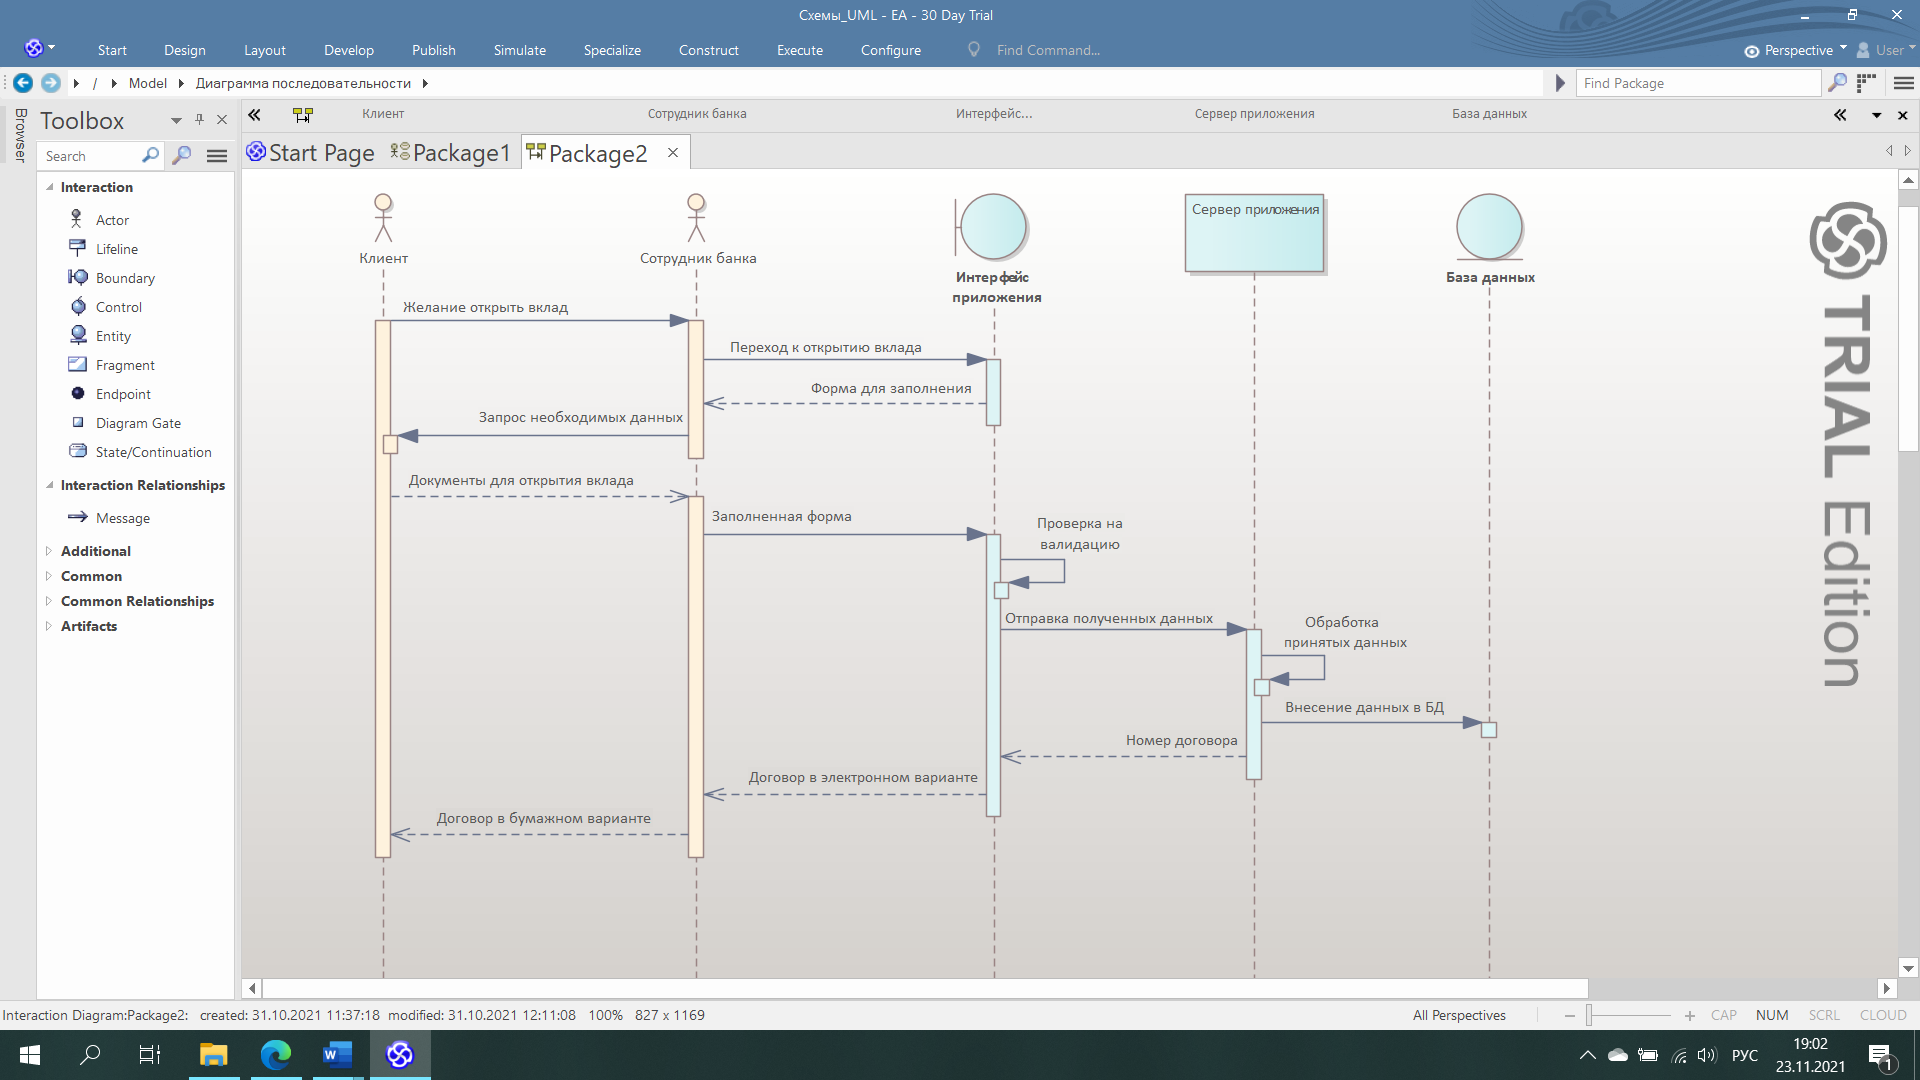 Схемы_UML - EA - 30 Day Trial
Start Design Layout Develop Publish Simulate Specialize Construct Execute Configure Find Command... Perspective User
/ Model Диаграмма последовательности Find Package
Browser
Toolbox
Search
Interaction
Actor
Lifeline
Boundary
Control
Entity
Fragment
Endpoint
Diagram Gate
State/Continuation
Interaction Relationships
Message
Additional
Common
Common Relationships
Artifacts
Клиент Сотрудник банка Интерфейс... Сервер приложения База данных
Start Page Package1 Package2
Сервер приложения
Клиент
Сотрудник банка
Интерфейс
приложения
База данных
Желание открыть вклад
Переход к открытию вклада
Форма для заполнения
Запрос необходимых данных
Документы для открытия вклада
Заполненная форма
Проверка на
валидацию
Отправка полученных данных
Обработка
принятых данных
Внесение данных в БД
Номер договора
Договор в электронном варианте
Договор в бумажном варианте
TRIAL Edition
Interaction Diagram:Package2: created: 31.10.2021 11:37:18 modified: 31.10.2021 12:11:08 100% 827 x 1169
All Perspectives CAP NUM SCRL CLOUD
W
РУС
19:02
23.11.2021
1